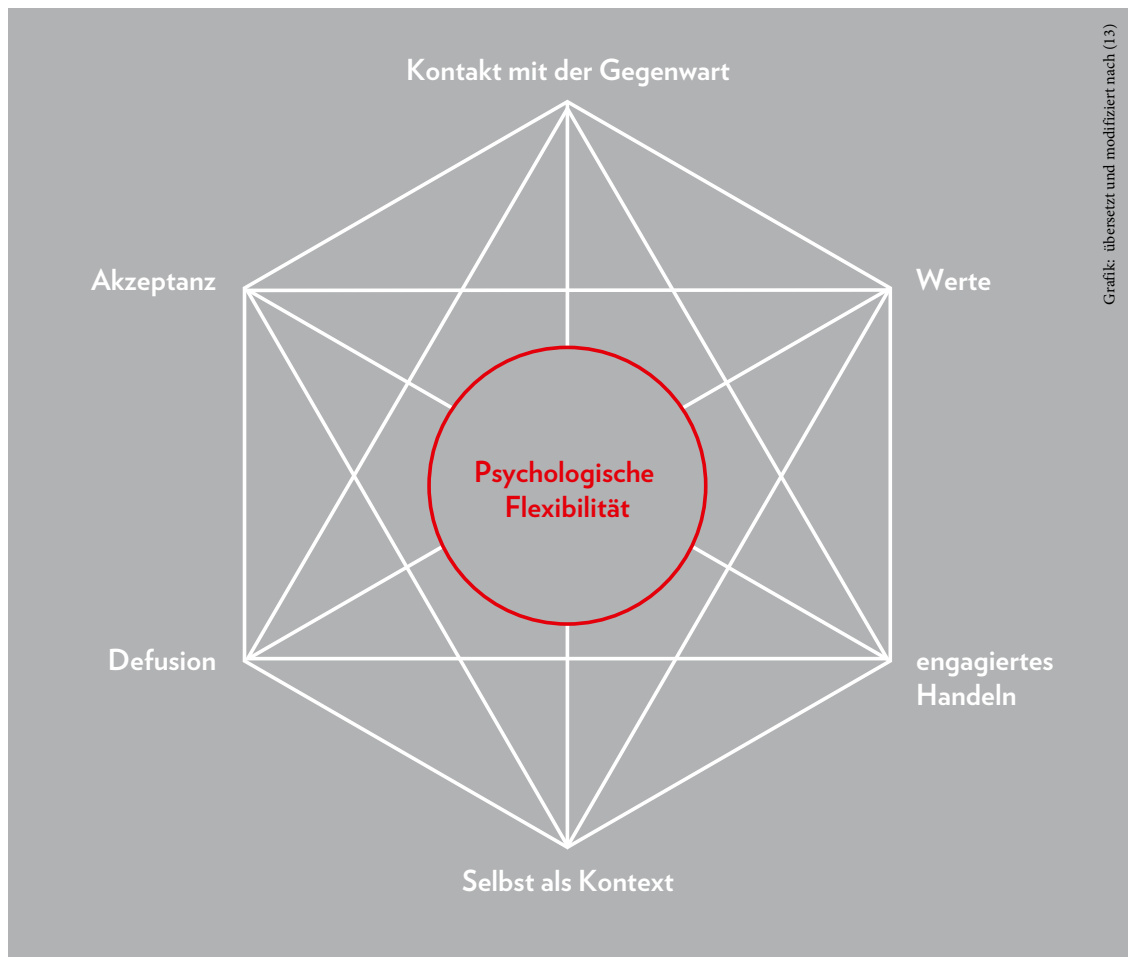 Kontakt mit der Gegenwart
Akzeptanz
Werte
Psychologische
Flexibilität
Defusion
engagiertes
Handeln
Selbst als Kontext
Grafik: übersetzt und modifiziert nach (13)